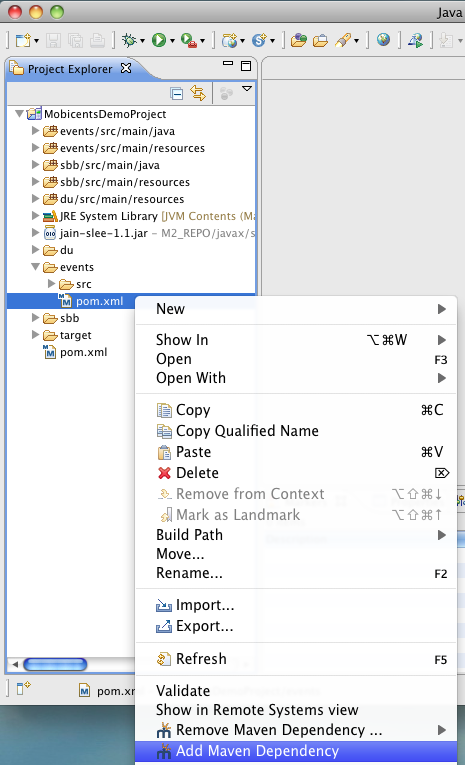 Java
Project Explorer
MobicentsDemoProject
events/src/main/java
events/src/main/resources
sbb/src/main/java
sbb/src/main/resources
du/src/main/resources
JRE System Library [JVM Contents (Ma
jain-slee-1.1.jar - M2_REPO/javax/s
du
events
src
pom.xml
sbb
target
pom.xml
New
Show In ⌥⌘W
Open F3
Open With
Copy ⌘C
Copy Qualified Name
Paste ⌘V
Delete ⌦
Remove from Context ⌥⇧⌘↓
Mark as Landmark ⌥⇧⌘↑
Build Path
Move...
Rename... F2
Import...
Export...
Refresh F5
Validate
Show in Remote Systems view
Remove Maven Dependency ...
Add Maven Dependency
pom.xm